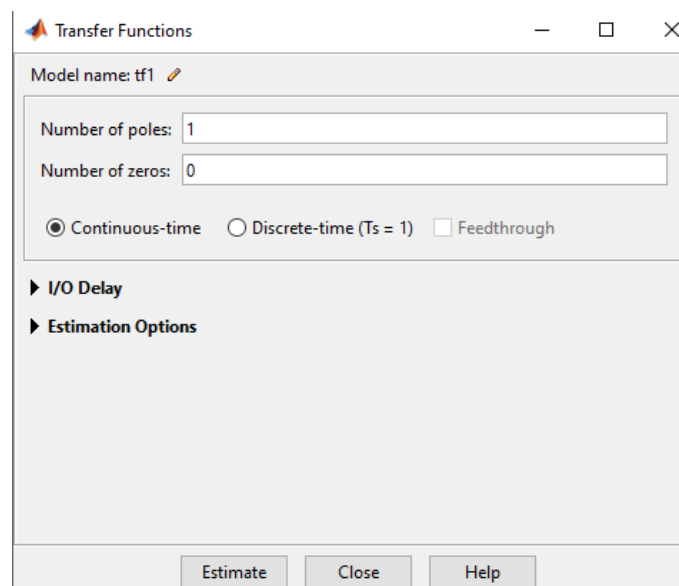 Transfer Functions
Model name: tf1
Number of poles: 1
Number of zeros: 0
Continuous-time Discrete-time (Ts = 1) Feedthrough
I/O Delay
Estimation Options
Estimate Close Help